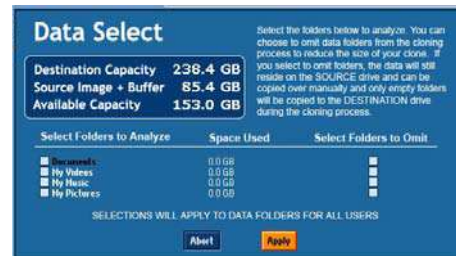 Data Select
Select the folders below to analyze. You can
choose to omit data folders from the cloning
process to reduce the size of your clone. If
you select to omit folders, the data will still
reside on the SOURCE drive and can be
copied over manually and only empty folders
will be copied to the DESTINATION drive
during the cloning process.
Destination Capacity 238.4 GB
Source Image + Buffer 85.4 GB
Available Capacity 153.0 GB
Select Folders to Analyze Space Used Select Folders to Omit
Documents 0.0 GB
My Videos 0.0 GB
My Music 0.0 GB
My Pictures 0.0 GB
SELECTIONS WILL APPLY TO DATA FOLDERS FOR ALL USERS
Abort Apply